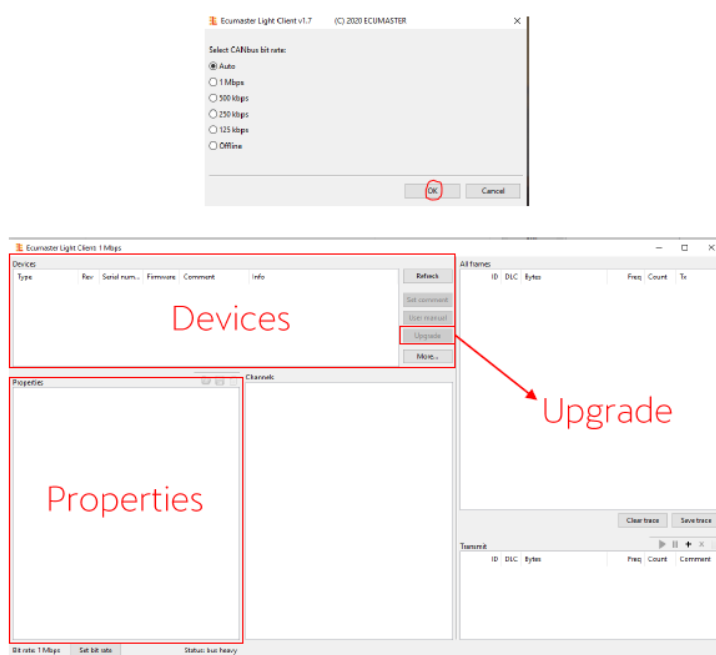 Ecumaster Light Client v1.7 (C) 2020 ECUMASTER
Select CANbus bit rate:
Auto
1 Mbps
500 kbps
250 kbps
125 kbps
Offline
OK Cancel
Ecumaster Light Client: 1 Mbps
Devices
Type Rev Serial num... Firmware Comment Info
Refresh
Set comment
User manual
Upgrade
More...
Devices
All frames
ID DLC Bytes Freq Count Tx
Properties
Channels
Properties
Upgrade
Clear trace Save trace
Transmit
ID DLC Bytes Freq Count Comment
Bit rate: 1 Mbps Set bit rate Status: bus heavy